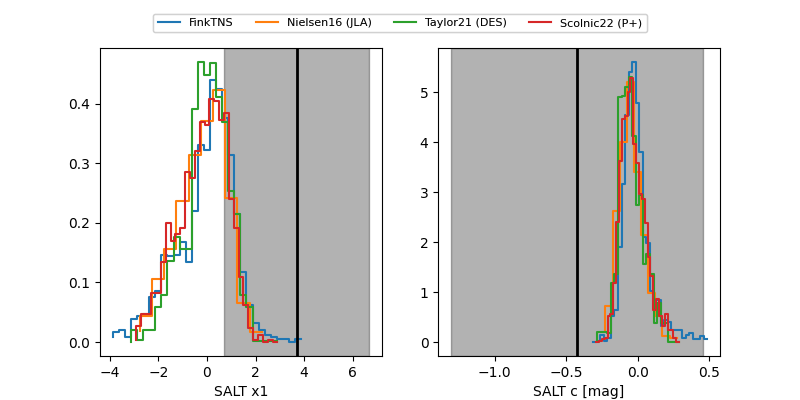 FinkTNS Nielsen16 (JLA) Taylor21 (DES) Scolnic22 (P+)
0.4
0.3
0.2
0.1
0.0
−4 −2 0 2 4 6
SALT x1
5
4
3
2
1
0
−1.0 −0.5 0.0 0.5
SALT c [mag]